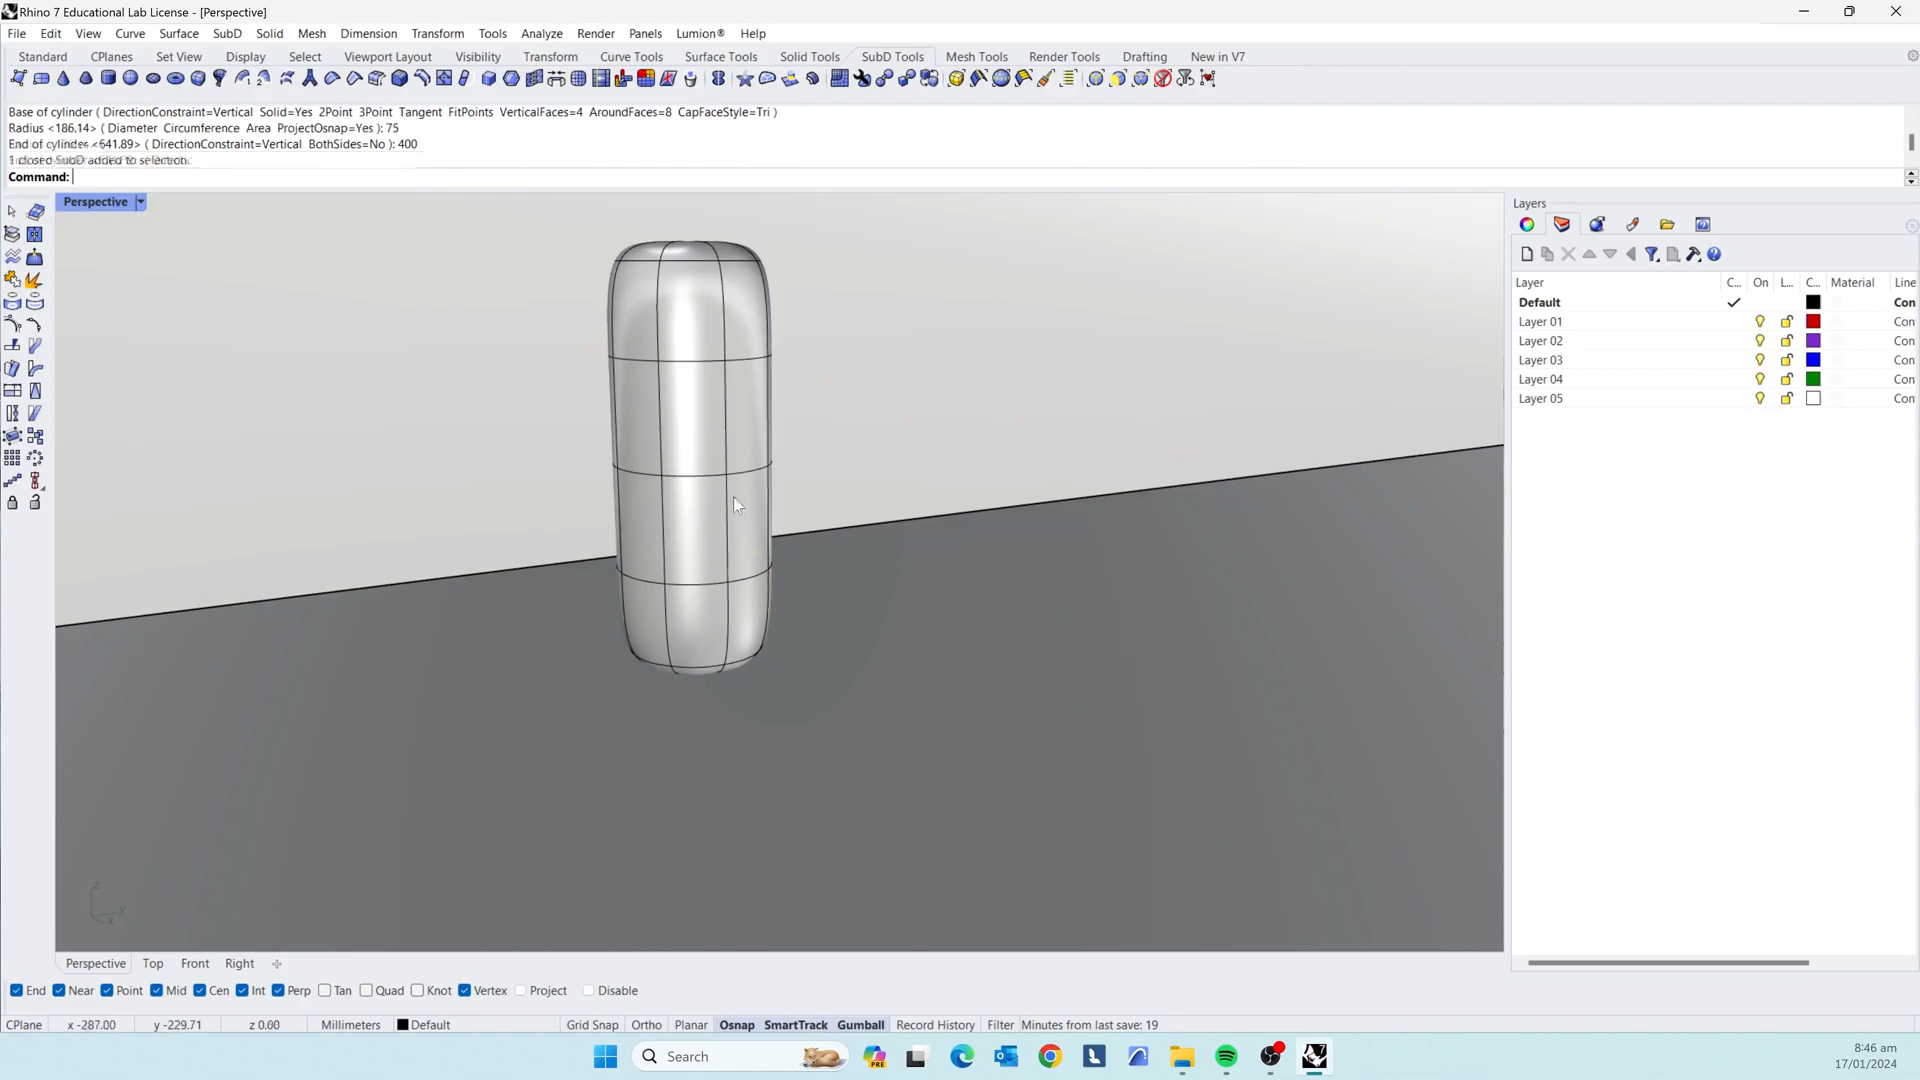 Rhino 7 Educational Lab License - [Perspective]
File Edit View Curve Surface SubD Solid Mesh Dimension Transform Tools Analyze Render Panels Lumion® Help
Standard CPlanes Set View Display Select Viewport Layout Visibility Transform Curve Tools Surface Tools Solid Tools SubD Tools Mesh Tools Render Tools Drafting New in V7
Base of cylinder ( DirectionConstraint=Vertical Solid=Yes 2Point 3Point Tangent FitPoints VerticalFaces=4 AroundFaces=8 CapFaceStyle=Tri )
Radius <186.14> ( Diameter Circumference Area ProjectOsnap=Yes ): 75
End of cylinder <641.89> ( DirectionConstraint=Vertical BothSides=No ): 400
1 closed SubD added to selection.
Command:
Perspective
Layers
Layer C... On L... C... Material Line
Default Con
Layer 01 Con
Layer 02 Con
Layer 03 Con
Layer 04 Con
Layer 05 Con
z
y
x
Perspective Top Front Right
End Near Point Mid Cen Int Perp Tan Quad Knot Vertex Project Disable
CPlane x -287.00 y -229.71 z 0.00 Millimeters Default Grid Snap Ortho Planar Osnap SmartTrack Gumball Record History Filter Minutes from last save: 19
Search PRE
8:46 am
17/01/2024